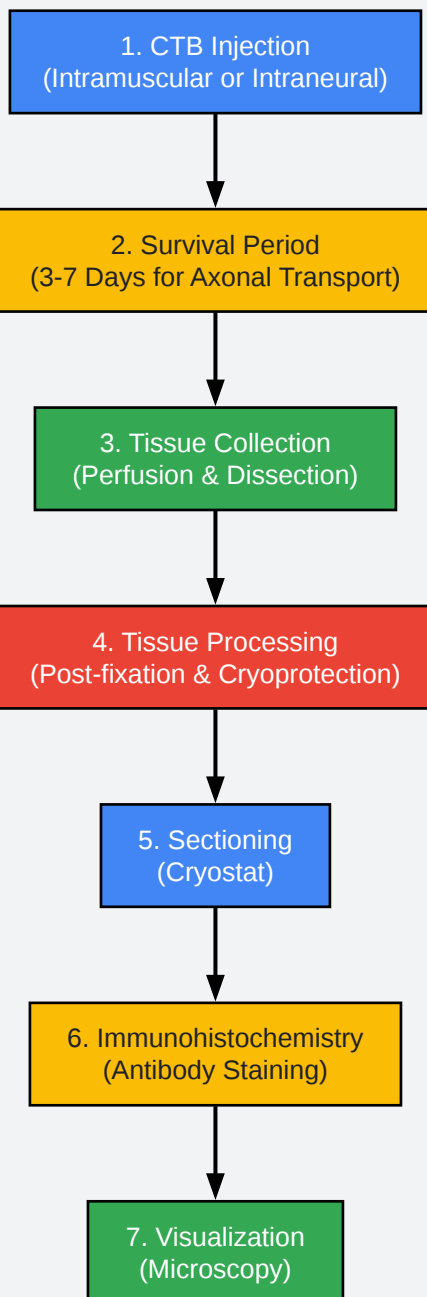 1. CTB Injection
(Intramuscular or Intraneural)
2. Survival Period
(3-7 Days for Axonal Transport)
3. Tissue Collection
(Perfusion & Dissection)
4. Tissue Processing
(Post-fixation & Cryoprotection)
5. Sectioning
(Cryostat)
6. Immunohistochemistry
(Antibody Staining)
7. Visualization
(Microscopy)